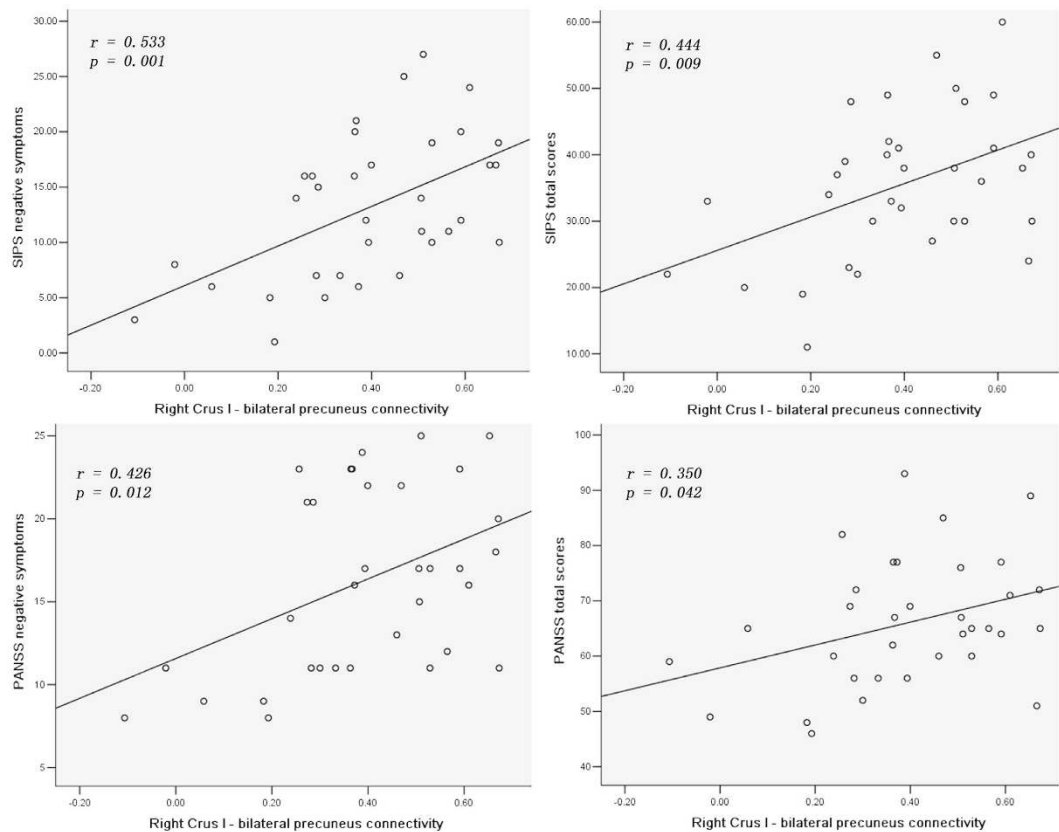 30.00
25.00
20.00
15.00
10.00
5.00
0.00
SIPS negative symptoms
r = 0.533
p = 0.001
-0.20
0.00
0.20
0.40
0.60
Right Crus I - bilateral precuneus connectivity
60.00
50.00
40.00
30.00
20.00
10.00
SIPS total scores
r = 0.444
p = 0.009
-0.20
0.00
0.20
0.40
0.60
Right Crus I - bilateral precuneus connectivity
25
20
15
10
5
PANSS negative symptoms
r = 0.426
p = 0.012
-0.20
0.00
0.20
0.40
0.60
Right Crus I - bilateral precuneus connectivity
100
90
80
70
60
50
40
PANSS total scores
r = 0.350
p = 0.042
-0.20
0.00
0.20
0.40
0.60
Right Crus I - bilateral precuneus connectivity